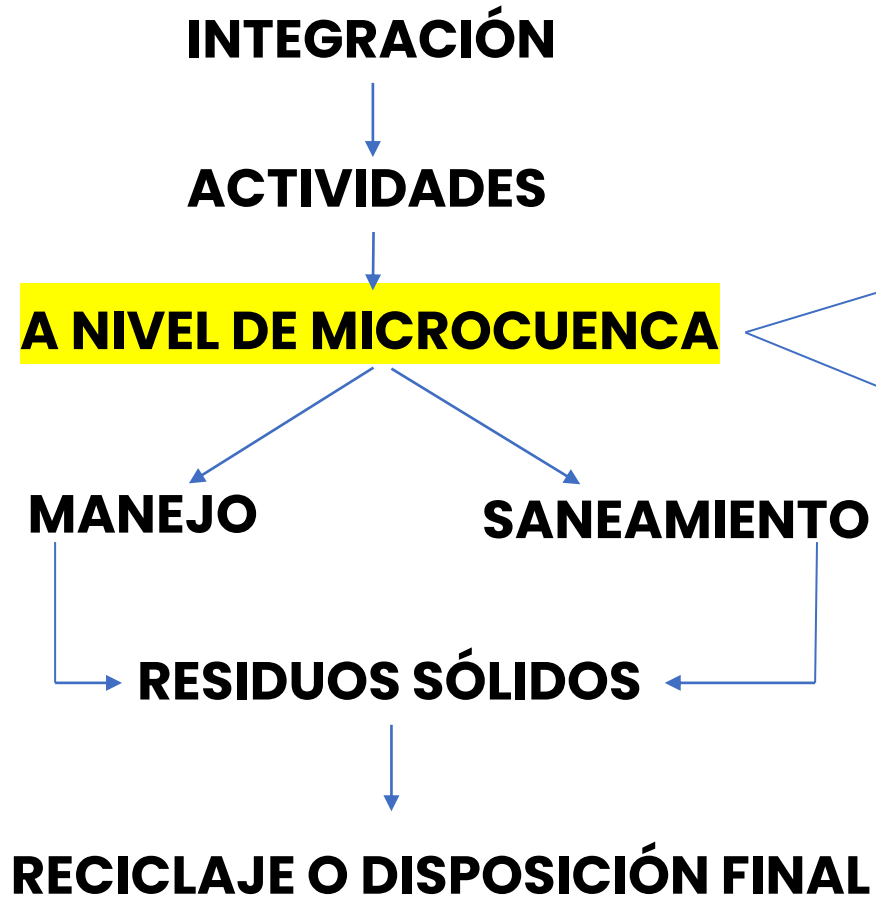 INTEGRACIÓN
ACTIVIDADES
A NIVEL DE MICROCUENCA
MANEJO
SANEAMIENTO
RESIDUOS SÓLIDOS
RECICLAJE O DISPOSICIÓN FINAL